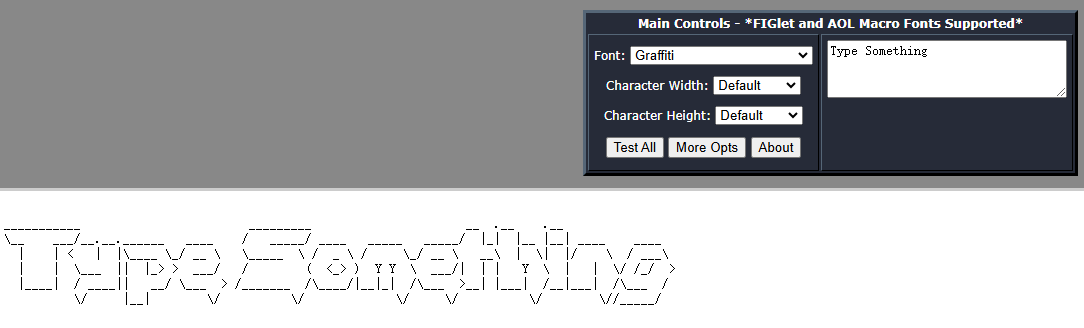 Main Controls - *FIGlet and AOL Macro Fonts Supported*
Font: Graffiti
Character Width: Default
Character Height: Default
Test All More Opts About
Type Something
Type Something